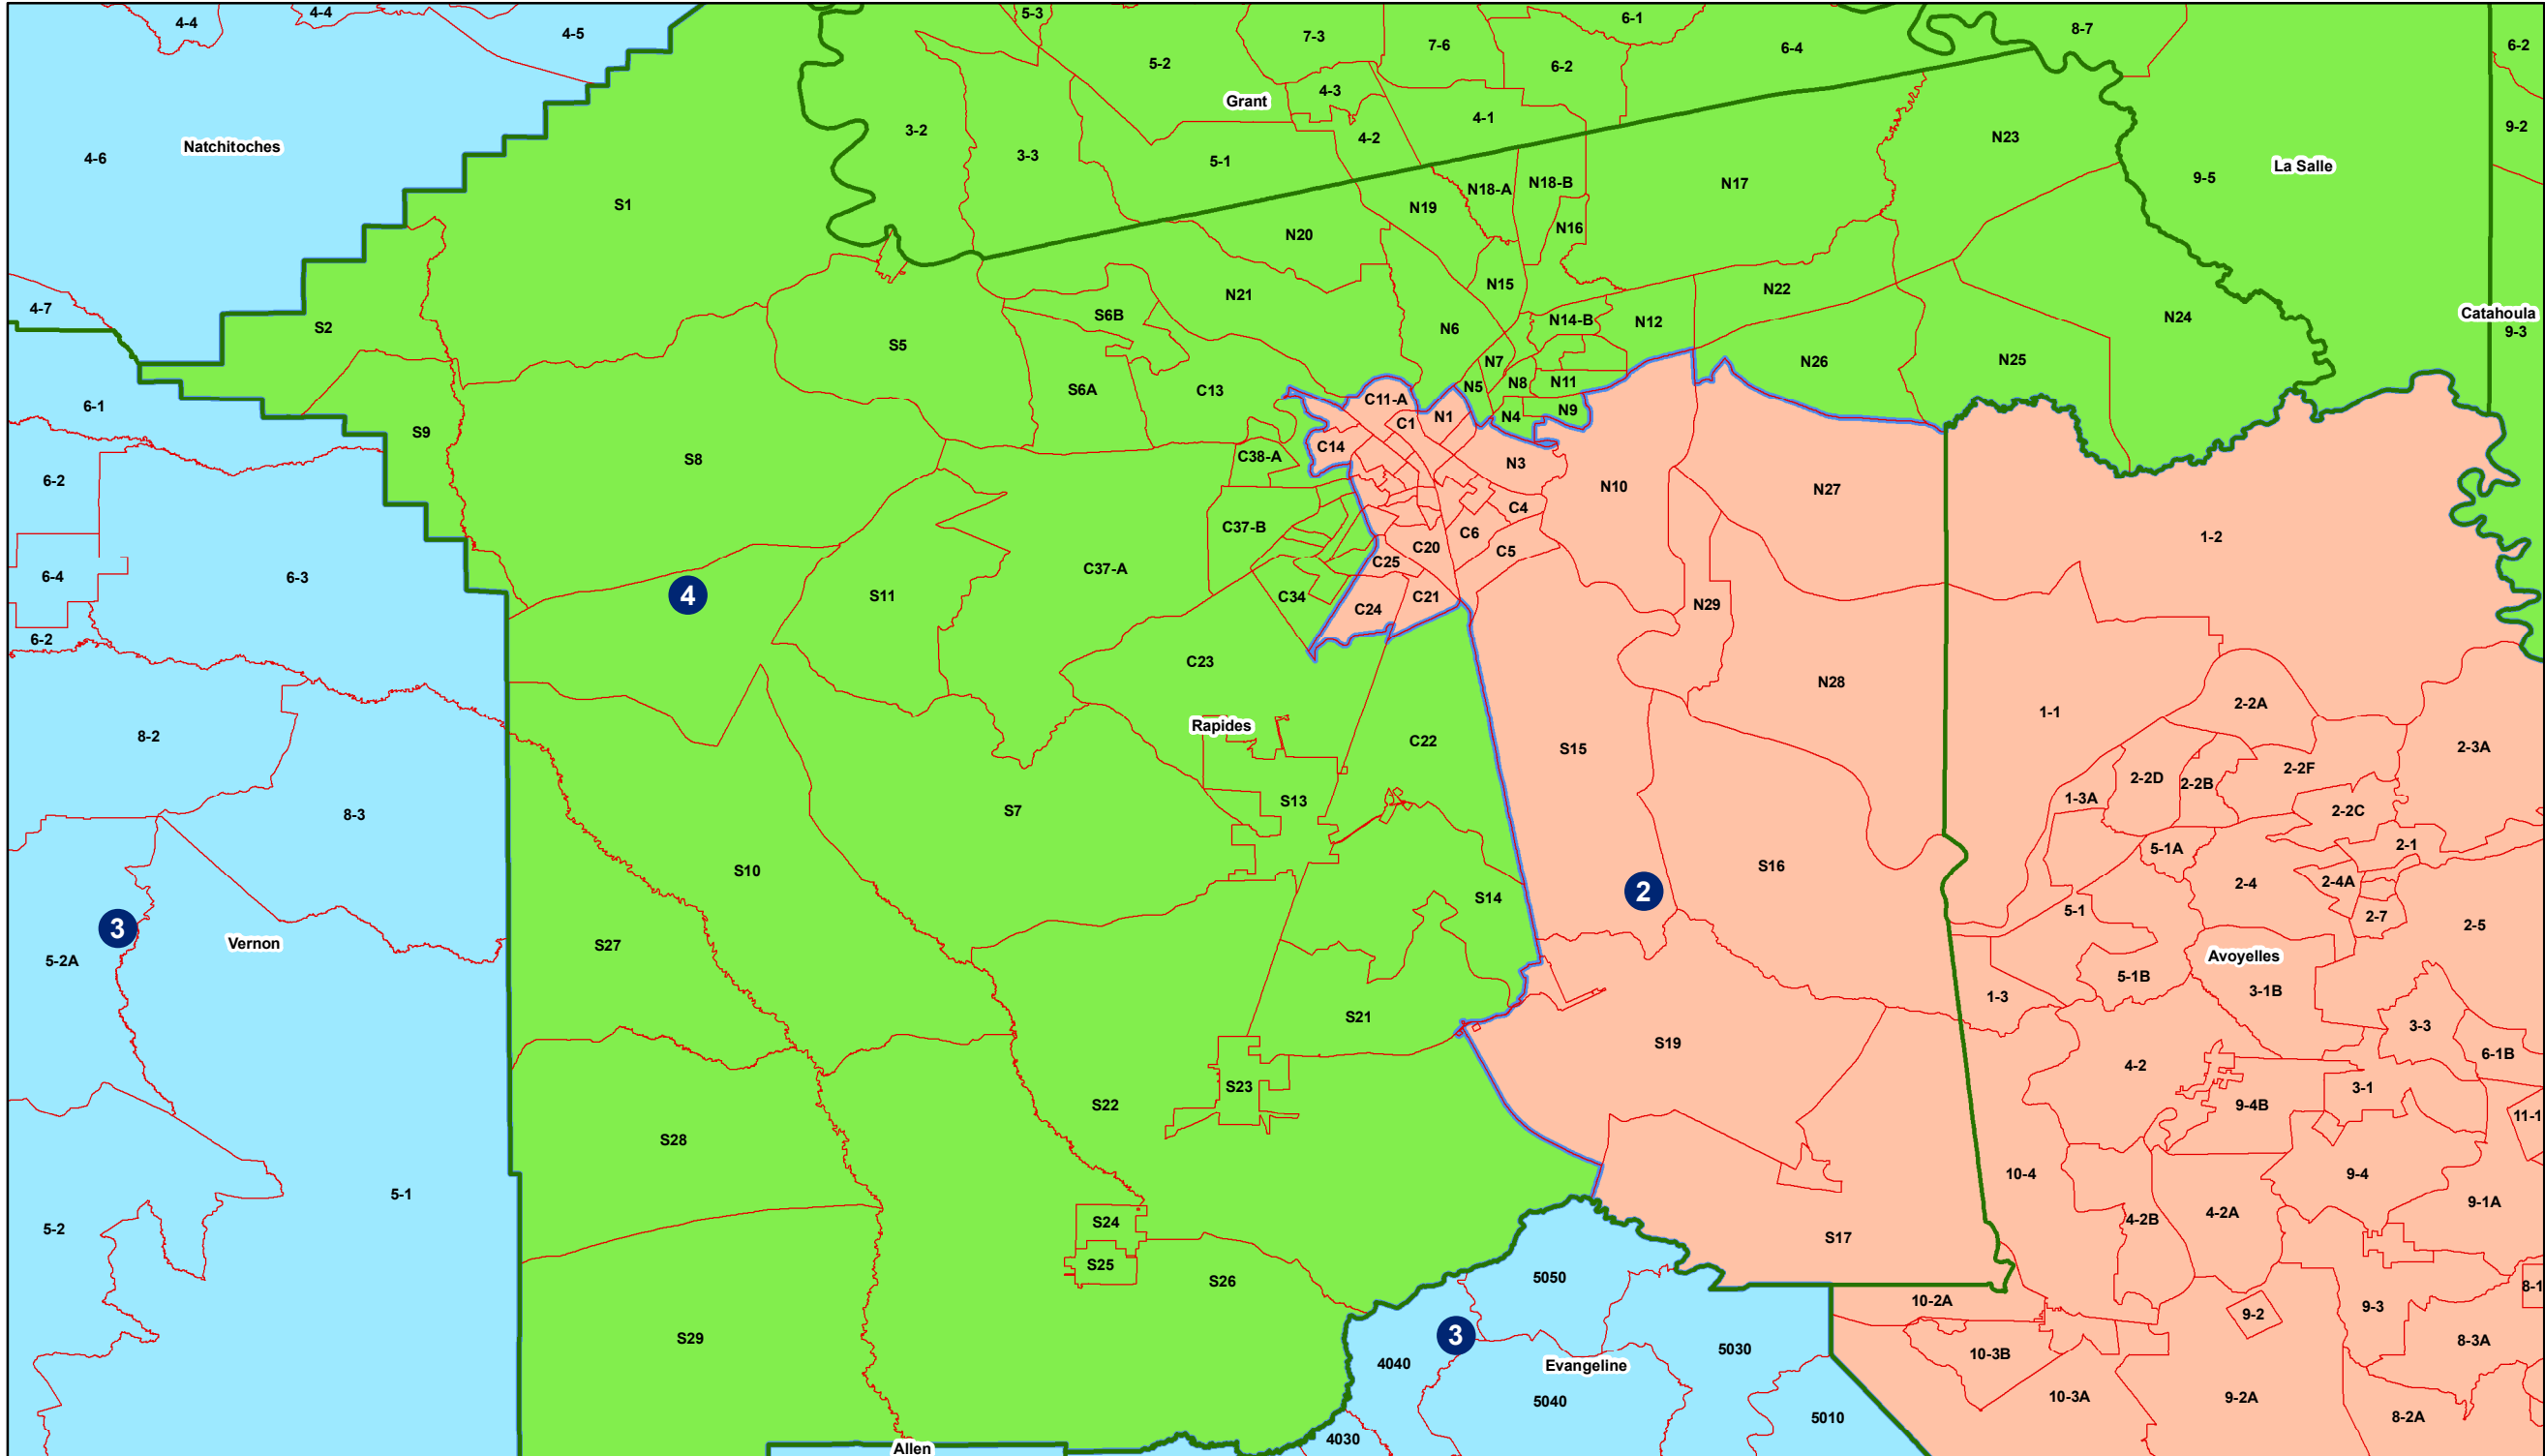 4-4
4-4
4-5
5-3
5-2
7-3
7-6
6-1
6-2
6-4
8-7
6-2
Grant
4-3
4-1
4-2
9-2
4-6
Natchitoches
3-2
3-3
5-1
N23
La Salle
9-5
S1
N18-A
N18-B
N17
N19
N16
N20
4-7
S2
N21
N15
N22
S6B
N6
N14-B
N12
N24
Catahoula
9-3
S5
N7
N26
N25
6-1
S6A
C13
N5
N8
N11
C11-A
N1
N4
N9
S9
C1
C14
6-2
S8
C38-A
N3
N10
N27
C37-B
C4
C6
1-2
C20
C5
6-4
6-3
C37-A
C25
4
S11
C34
C24
C21
N29
6-2
C23
N28
2-2A
1-1
8-2
Rapides
C22
S15
2-3A
2-2F
2-2D
2-2B
8-3
S7
S13
1-3A
2-2C
5-1A
2-1
S10
S16
2-4
2-4A
2
S14
5-1
2-7
3
Vernon
S27
2-5
5-2A
Avoyelles
5-1B
3-1B
1-3
S21
3-3
S19
6-1B
4-2
S23
3-1
S22
9-4B
11-1
S28
10-4
9-4
5-1
9-1A
5-2
S24
4-2B
4-2A
S17
S25
S26
5050
8-1
10-2A
9-3
9-2
S29
3
5030
8-3A
4040
Evangeline
10-3B
5040
10-3A
9-2A
5010
8-2A
4030
Allen